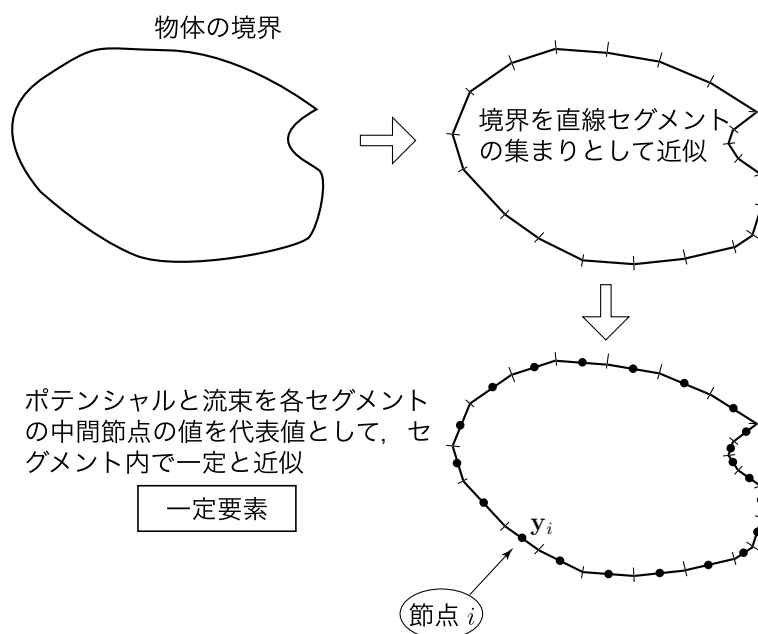 物体の境界
境界を直線セグメント
の集まりとして近似
ポテンシャルと流束を各セグメント
の中間節点の値を代表値として，セ
グメント内で一定と近似
一定要素
y_i
節点 i